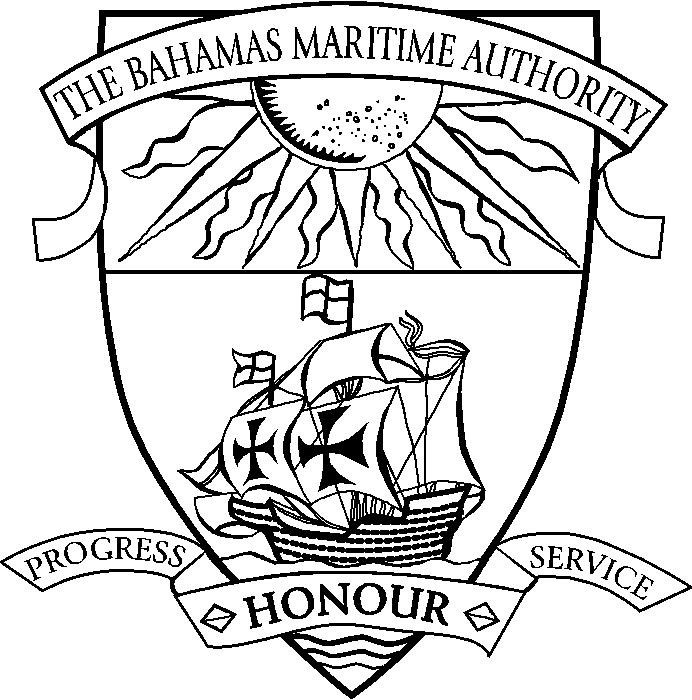 THE BAHAMAS MARITIME AUTHORITY
PROGRESS
HONOUR
SERVICE